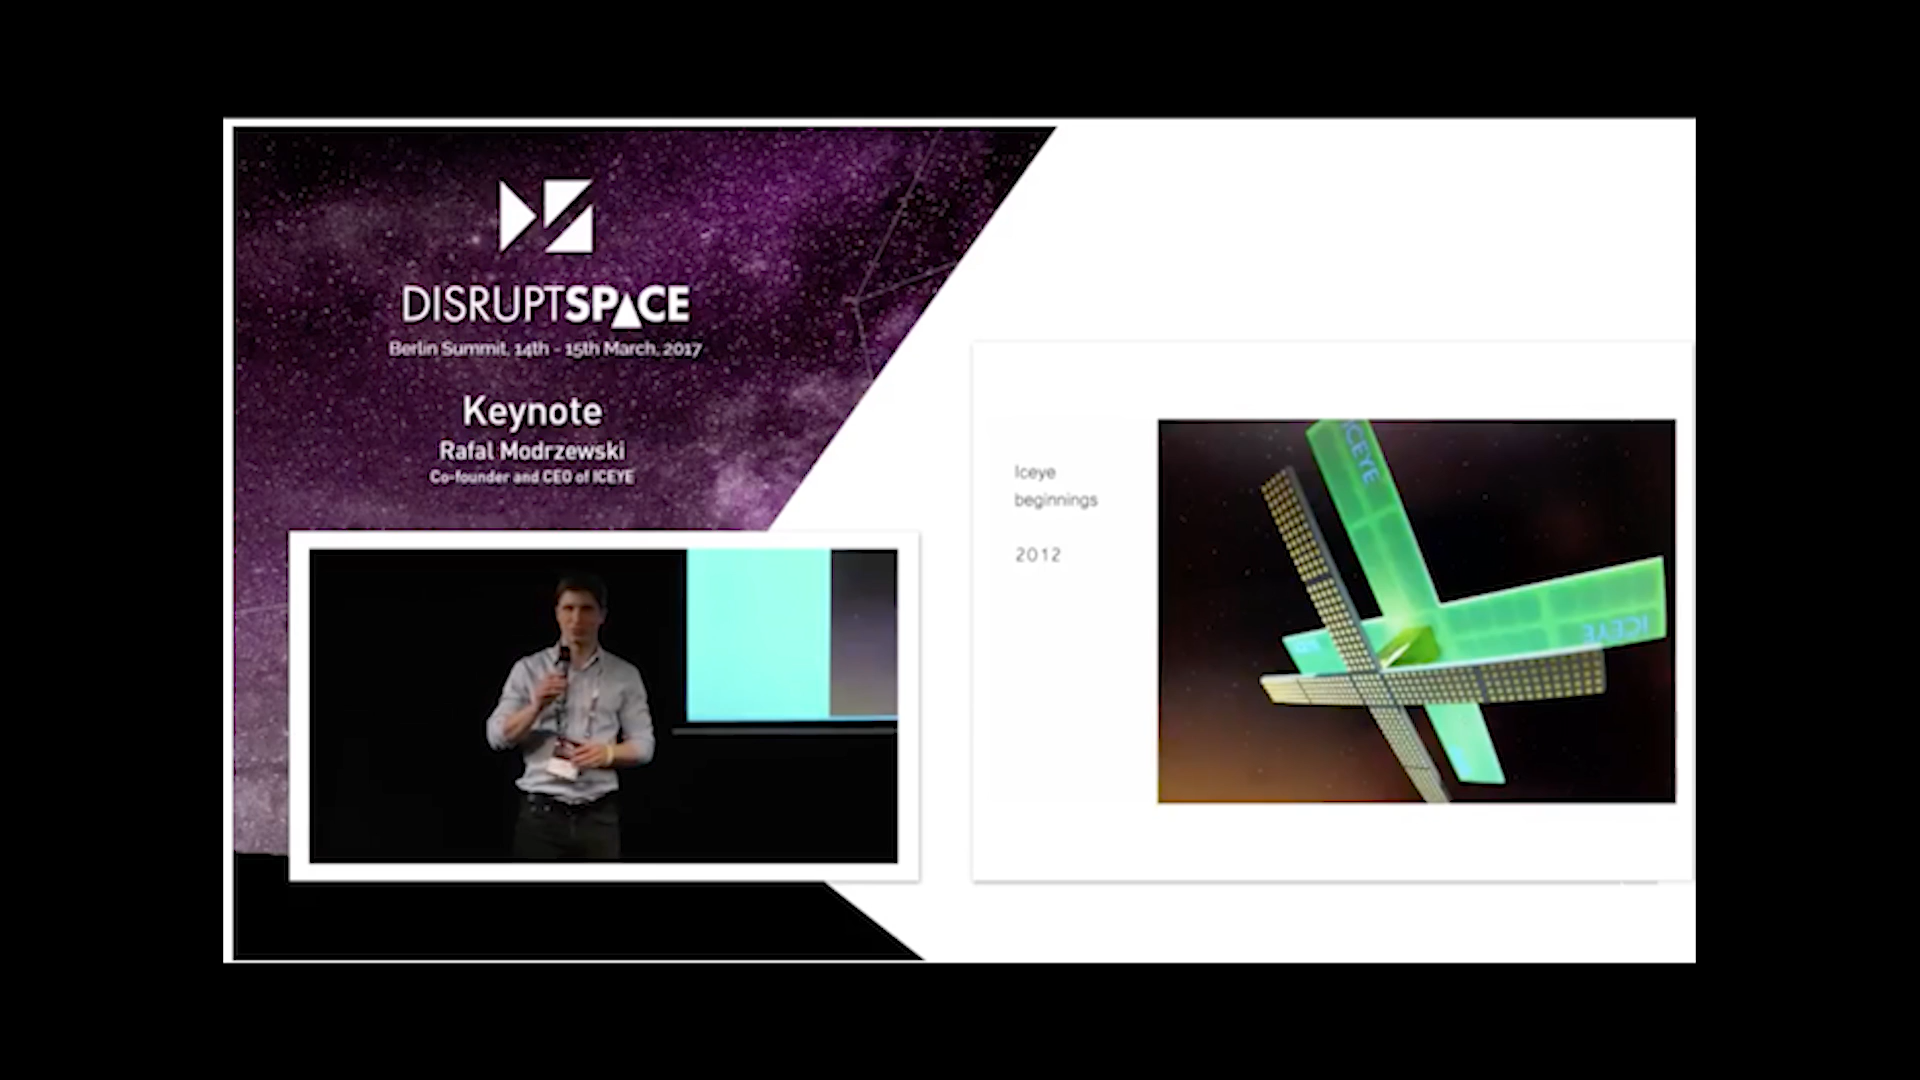 DISRUPTSPACE
Berlin Summit, 14th - 15th March, 2017
Keynote
Rafal Modrzewski
Co-founder and CEO of ICEYE
Iceye
beginnings
2012
ICEYE
ICEYE